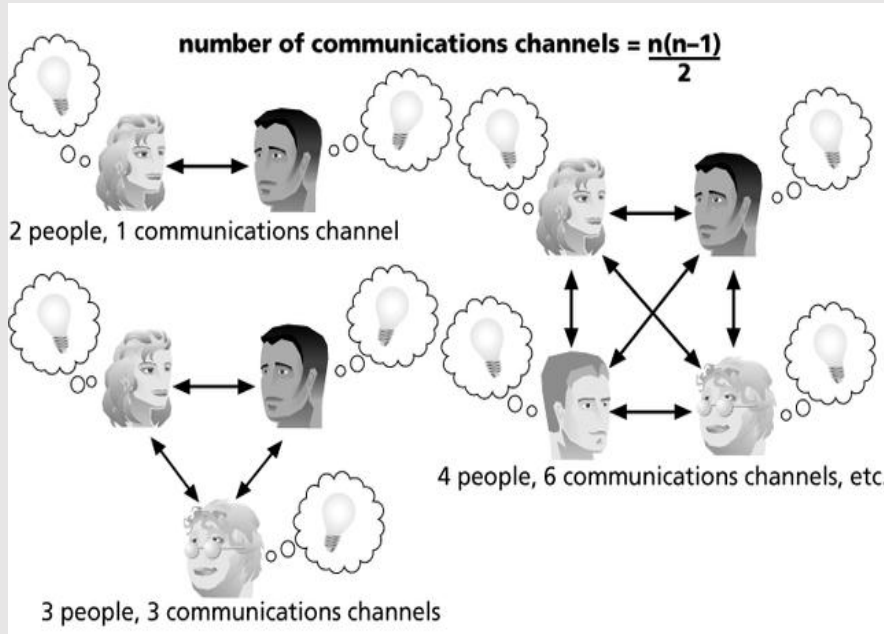 number of communications channels = n(n–1)
2
2 people, 1 communications channel
4 people, 6 communications channels, etc.
3 people, 3 communications channels